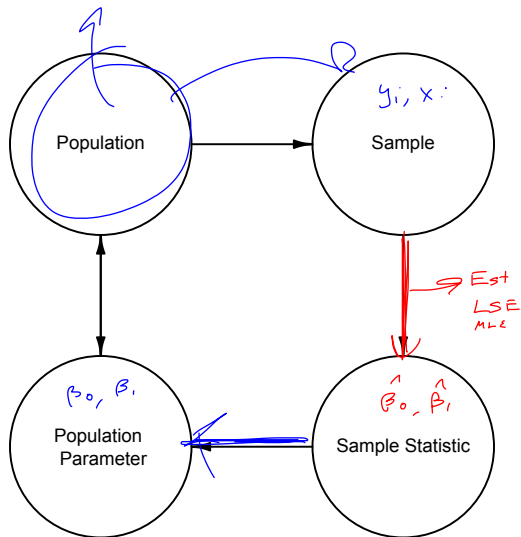 Population
yᵢ, xᵢ
Sample
Est
LSE
MLE
β₀, β₁
Population
Parameter
β̂₀, β̂₁
Sample Statistic